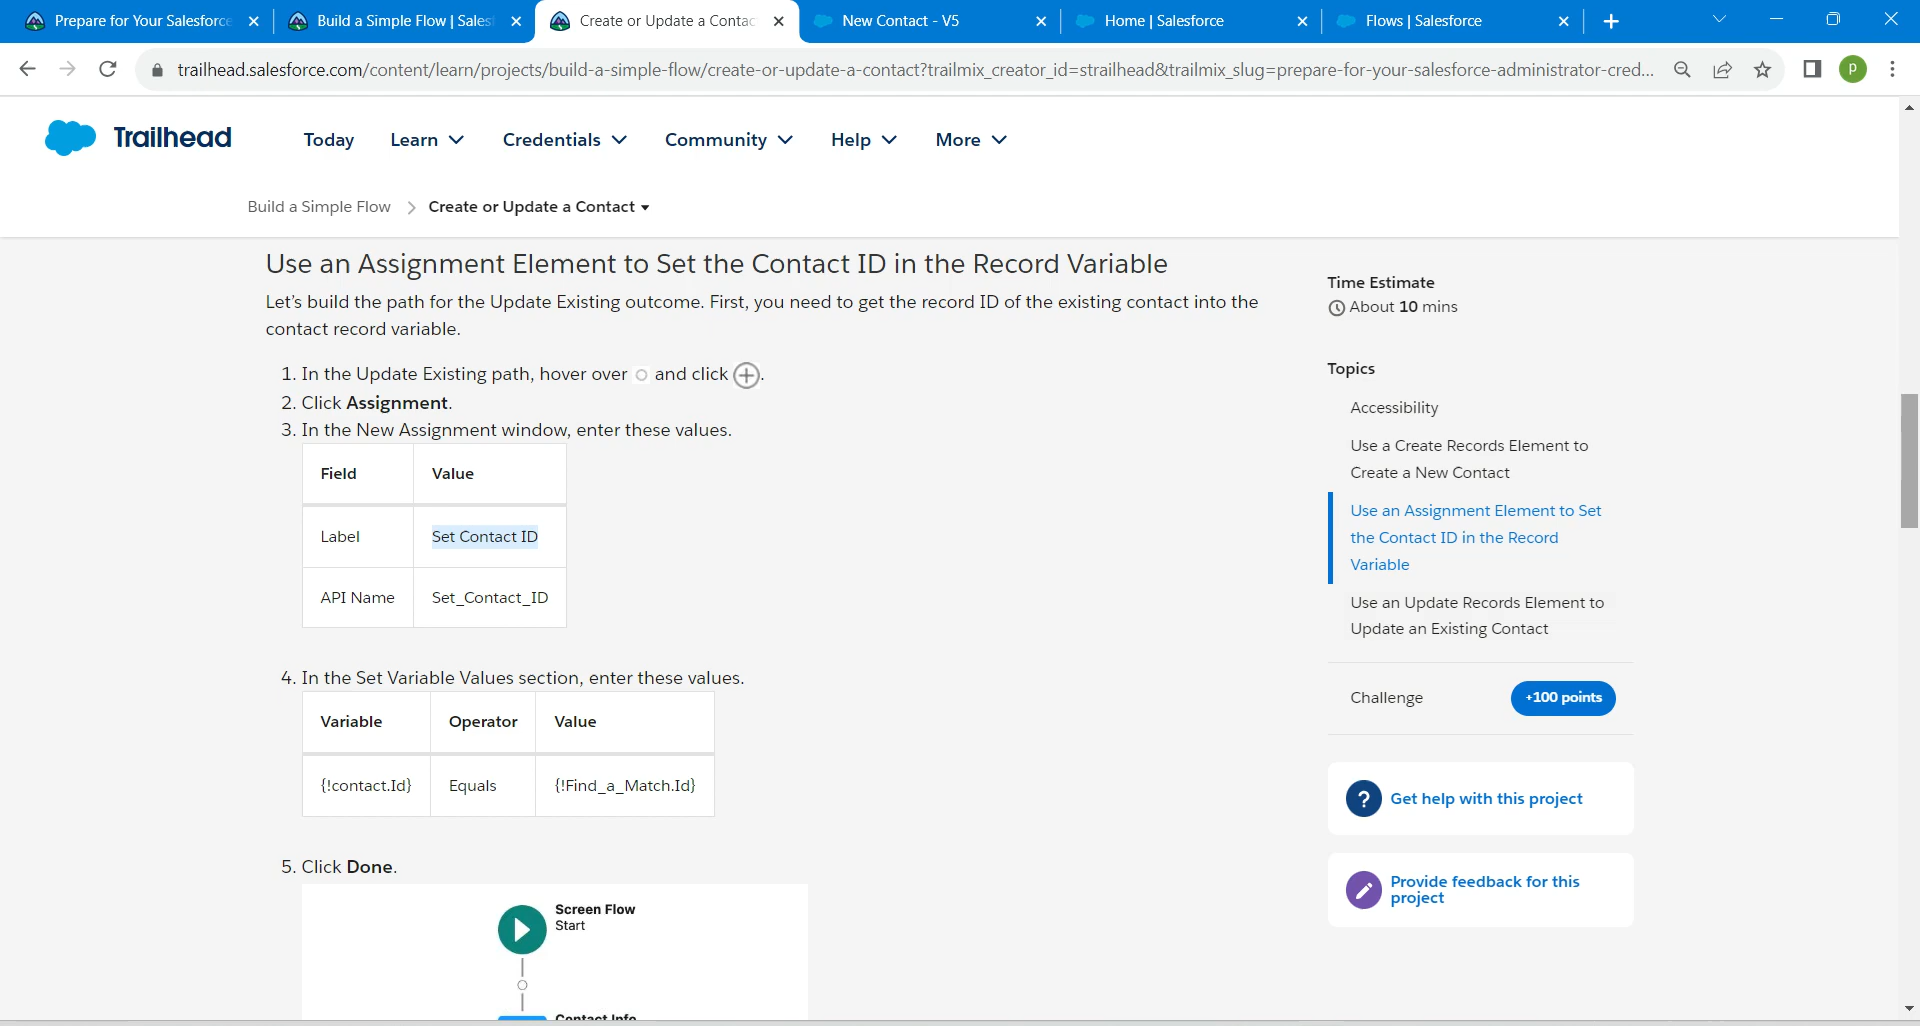 Prepare for Your Salesforce
Build a Simple Flow | Sales
Create or Update a Contac
New Contact - V5
Home | Salesforce
Flows | Salesforce
trailhead.salesforce.com/content/learn/projects/build-a-simple-flow/create-or-update-a-contact?trailmix_creator_id=strailhead&trailmix_slug=prepare-for-your-salesforce-administrator-cred...
P
Trailhead
Today
Learn
Credentials
Community
Help
More
Build a Simple Flow
Create or Update a Contact
Use an Assignment Element to Set the Contact ID in the Record Variable
Let's build the path for the Update Existing outcome. First, you need to get the record ID of the existing contact into the
contact record variable.
1. In the Update Existing path, hover over and click .
2. Click Assignment.
3. In the New Assignment window, enter these values.
Field Value
Label Set Contact ID
API Name Set_Contact_ID
4. In the Set Variable Values section, enter these values.
Variable Operator Value
{!contact.Id} Equals {!Find_a_Match.Id}
5. Click Done.
Screen Flow
Start
Contact Info
Time Estimate
About 10 mins
Topics
Accessibility
Use a Create Records Element to
Create a New Contact
Use an Assignment Element to Set
the Contact ID in the Record
Variable
Use an Update Records Element to
Update an Existing Contact
Challenge
+100 points
? Get help with this project
Provide feedback for this
project